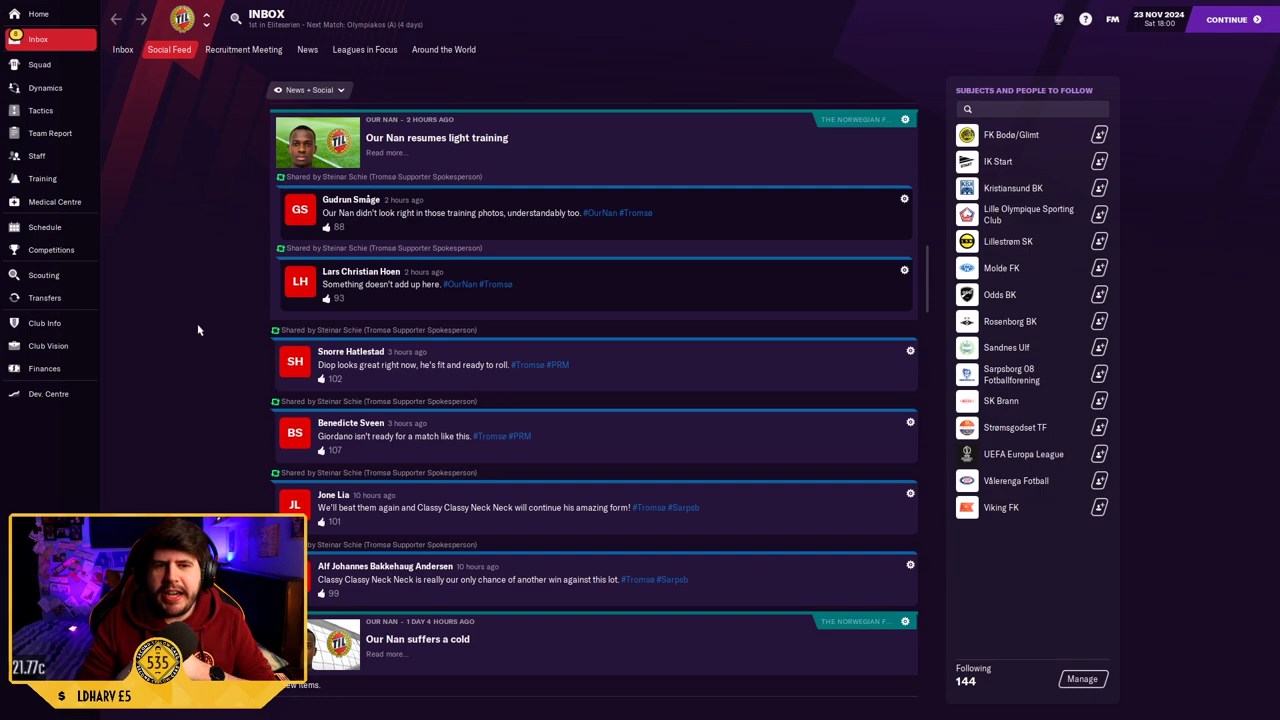 Home
INBOX
1st in Eliteserien - Next Match: Olympiakos (A) (4 days)
FM
23 NOV 2024
Sat 18:00
CONTINUE
8
Inbox
Squad
Dynamics
Tactics
Team Report
Staff
Training
Medical Centre
Schedule
Competitions
Scouting
Transfers
Club Info
Club Vision
Finances
Dev. Centre
Inbox
Social Feed
Recruitment Meeting
News
Leagues in Focus
Around the World
News + Social
OUR NAN - 2 HOURS AGO
THE NORWEGIAN F...
TIL
Our Nan resumes light training
Read more...
Shared by Steinar Schie (Tromsø Supporter Spokesperson)
GS
Gudrun Småge 2 hours ago
Our Nan didn't look right in those training photos, understandably too. #OurNan #Tromsø
88
Shared by Steinar Schie (Tromsø Supporter Spokesperson)
LH
Lars Christian Hoen 2 hours ago
Something doesn't add up here. #OurNan #Tromsø
93
Shared by Steinar Schie (Tromsø Supporter Spokesperson)
SH
Snorre Hatlestad 3 hours ago
Diop looks great right now, he's fit and ready to roll. #Tromsø #PRM
102
Shared by Steinar Schie (Tromsø Supporter Spokesperson)
BS
Benedicte Sveen 3 hours ago
Giordano isn't ready for a match like this. #Tromsø #PRM
107
Shared by Steinar Schie (Tromsø Supporter Spokesperson)
JL
Jone Lia 10 hours ago
We'll beat them again and Classy Classy Neck Neck will continue his amazing form! #Tromsø #Sarpsb
101
by Steinar Schie (Tromsø Supporter Spokesperson)
Alf Johannes Bakkehaug Andersen 10 hours ago
Classy Classy Neck Neck is really our only chance of another win against this lot. #Tromsø #Sarpsb
99
OUR NAN - 1 DAY 4 HOURS AGO
THE NORWEGIAN F...
TIL
Our Nan suffers a cold
Read more...
items.
SUBJECTS AND PEOPLE TO FOLLOW
FK Bodø/Glimt
IK Start
Kristiansund BK
Lille Olympique Sporting
Club
Lillestrøm SK
Molde FK
Odds BK
Rosenborg BK
Sandnes Ulf
Sarpsborg 08
Fotballforening
SK Brann
Strømsgodset TF
UEFA Europa League
Vålerenga Fotball
Viking FK
Following
144
Manage
21.77c
535
$ LDHARY £5